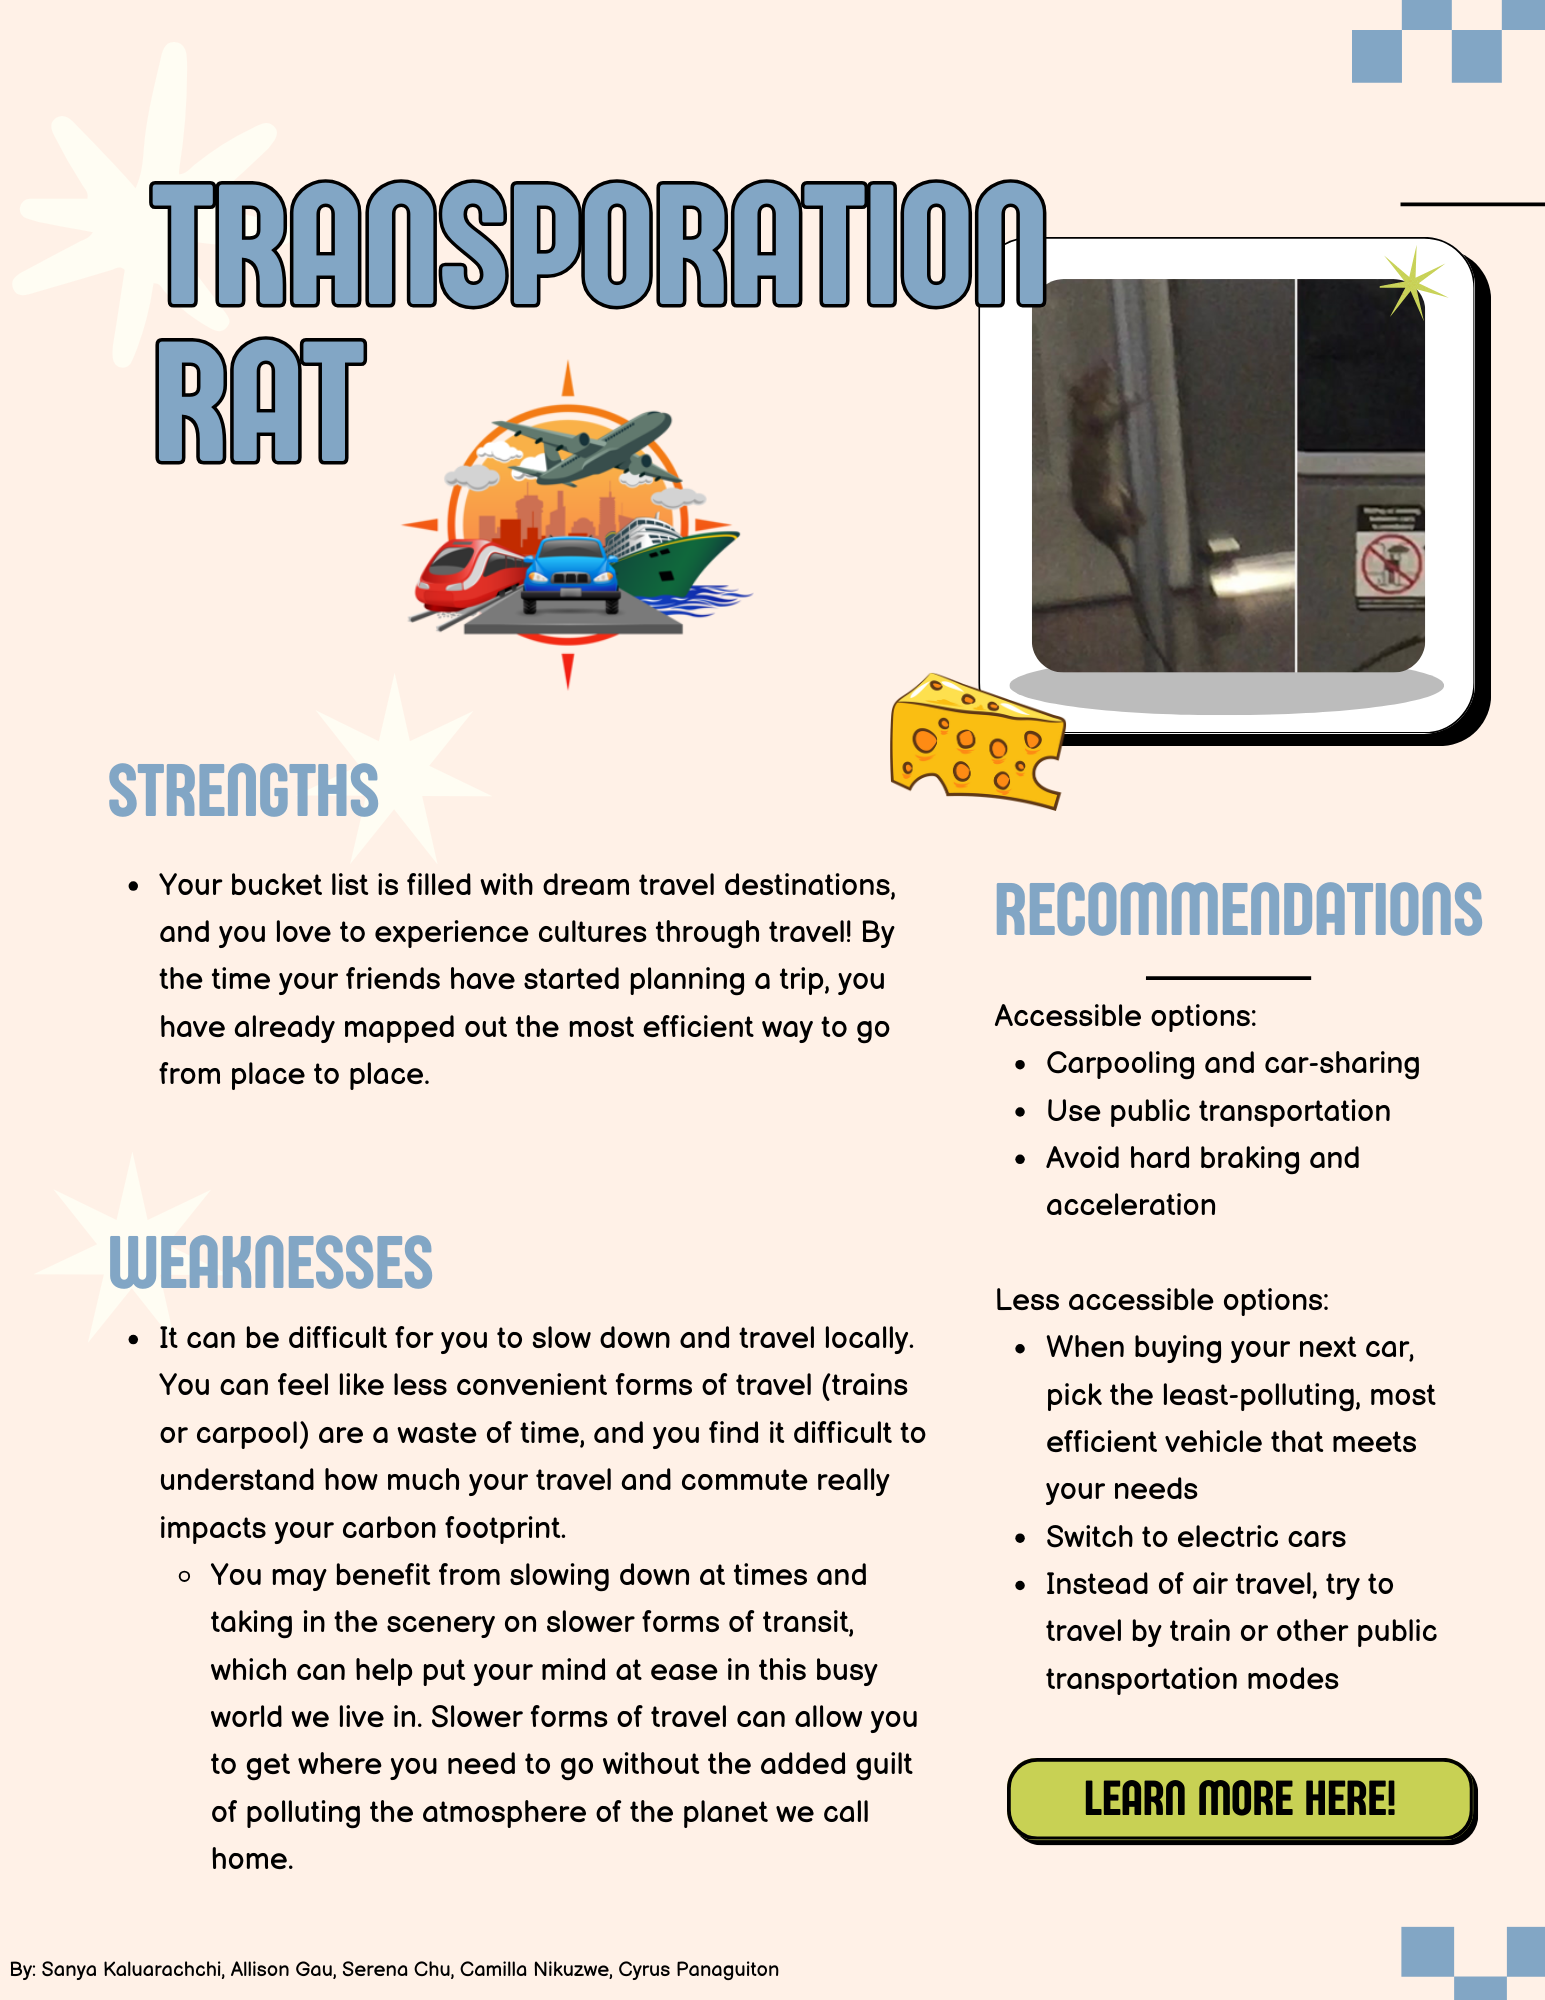 TRANSPORATION
RAT
STRENGTHS
• Your bucket list is filled with dream travel destinations,
and you love to experience cultures through travel! By
the time your friends have started planning a trip, you
have already mapped out the most efficient way to go
from place to place.
WEAKNESSES
• It can be difficult for you to slow down and travel locally.
You can feel like less convenient forms of travel (trains
or carpool) are a waste of time, and you find it difficult to
understand how much your travel and commute really
impacts your carbon footprint.
◦ You may benefit from slowing down at times and
taking in the scenery on slower forms of transit,
which can help put your mind at ease in this busy
world we live in. Slower forms of travel can allow you
to get where you need to go without the added guilt
of polluting the atmosphere of the planet we call
home.
RECOMMENDATIONS
Accessible options:
• Carpooling and car-sharing
• Use public transportation
• Avoid hard braking and
acceleration
Less accessible options:
• When buying your next car,
pick the least-polluting, most
efficient vehicle that meets
your needs
• Switch to electric cars
• Instead of air travel, try to
travel by train or other public
transportation modes
LEARN MORE HERE!
By: Sanya Kaluarachchi, Allison Gau, Serena Chu, Camilla Nikuzwe, Cyrus Panaguiton